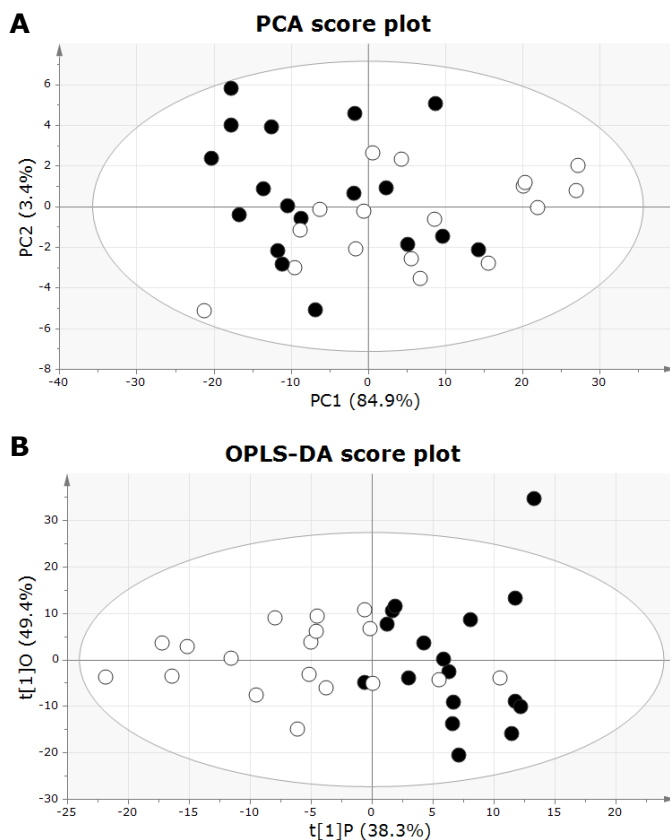 A
PCA score plot
6
4
2
0
-2
-4
-6
-8
PC2 (3.4%)
-40 -30 -20 -10 0 10 20 30
PC1 (84.9%)
B
OPLS-DA score plot
30
20
10
0
-10
-20
-30
t[1]O (49.4%)
-25 -20 -15 -10 -5 0 5 10 15 20
t[1]P (38.3%)